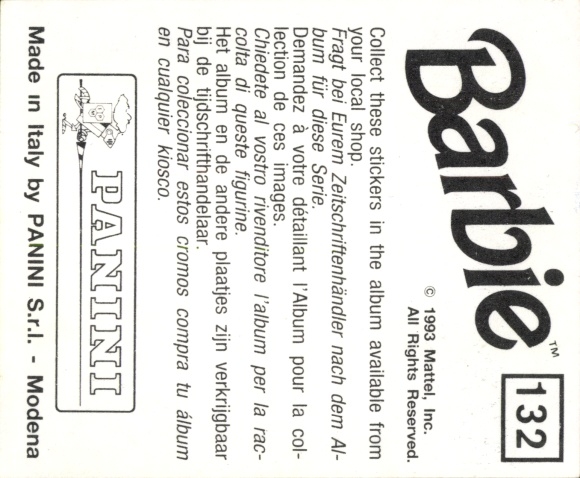 Barbie™
132
© 1993 Mattel, Inc.
All Rights Reserved.
Collect these stickers in the album available from
your local shop.
Fragt bei Eurem Zeitschriftenhändler nach dem Al-
bum für diese Serie.
Demandez à votre détaillant l'Album pour la col-
lection de ces images.
Chiedete al vostro rivenditore l'album per la rac-
colta di queste figurine.
Het album en de andere plaatjes zijn verkrijgbaar
bij de tijdschrifthandelaar.
Para coleccionar estos cromos compra tu álbum
en cualquier kiosco.
PANINI
Made in Italy by PANINI S.r.l. - Modena